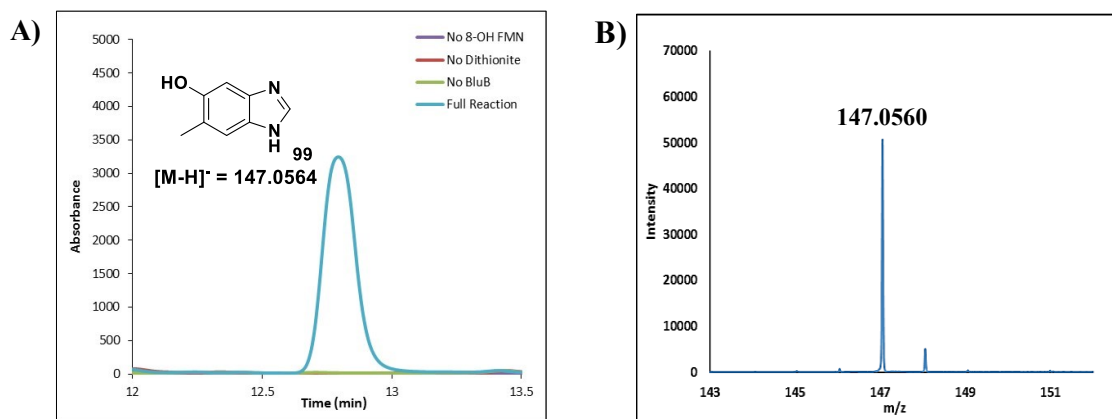 A)
5000
4500
4000
3500
3000
2500
2000
1500
1000
500
0
Absorbance
12
12.5
13
13.5
Time (min)
No 8-OH FMN
No Dithionite
No BluB
Full Reaction
HO
N
N
H
99
[M-H]- = 147.0564
B)
70000
60000
50000
40000
30000
20000
10000
0
Intensity
147.0560
143
145
147
149
151
m/z